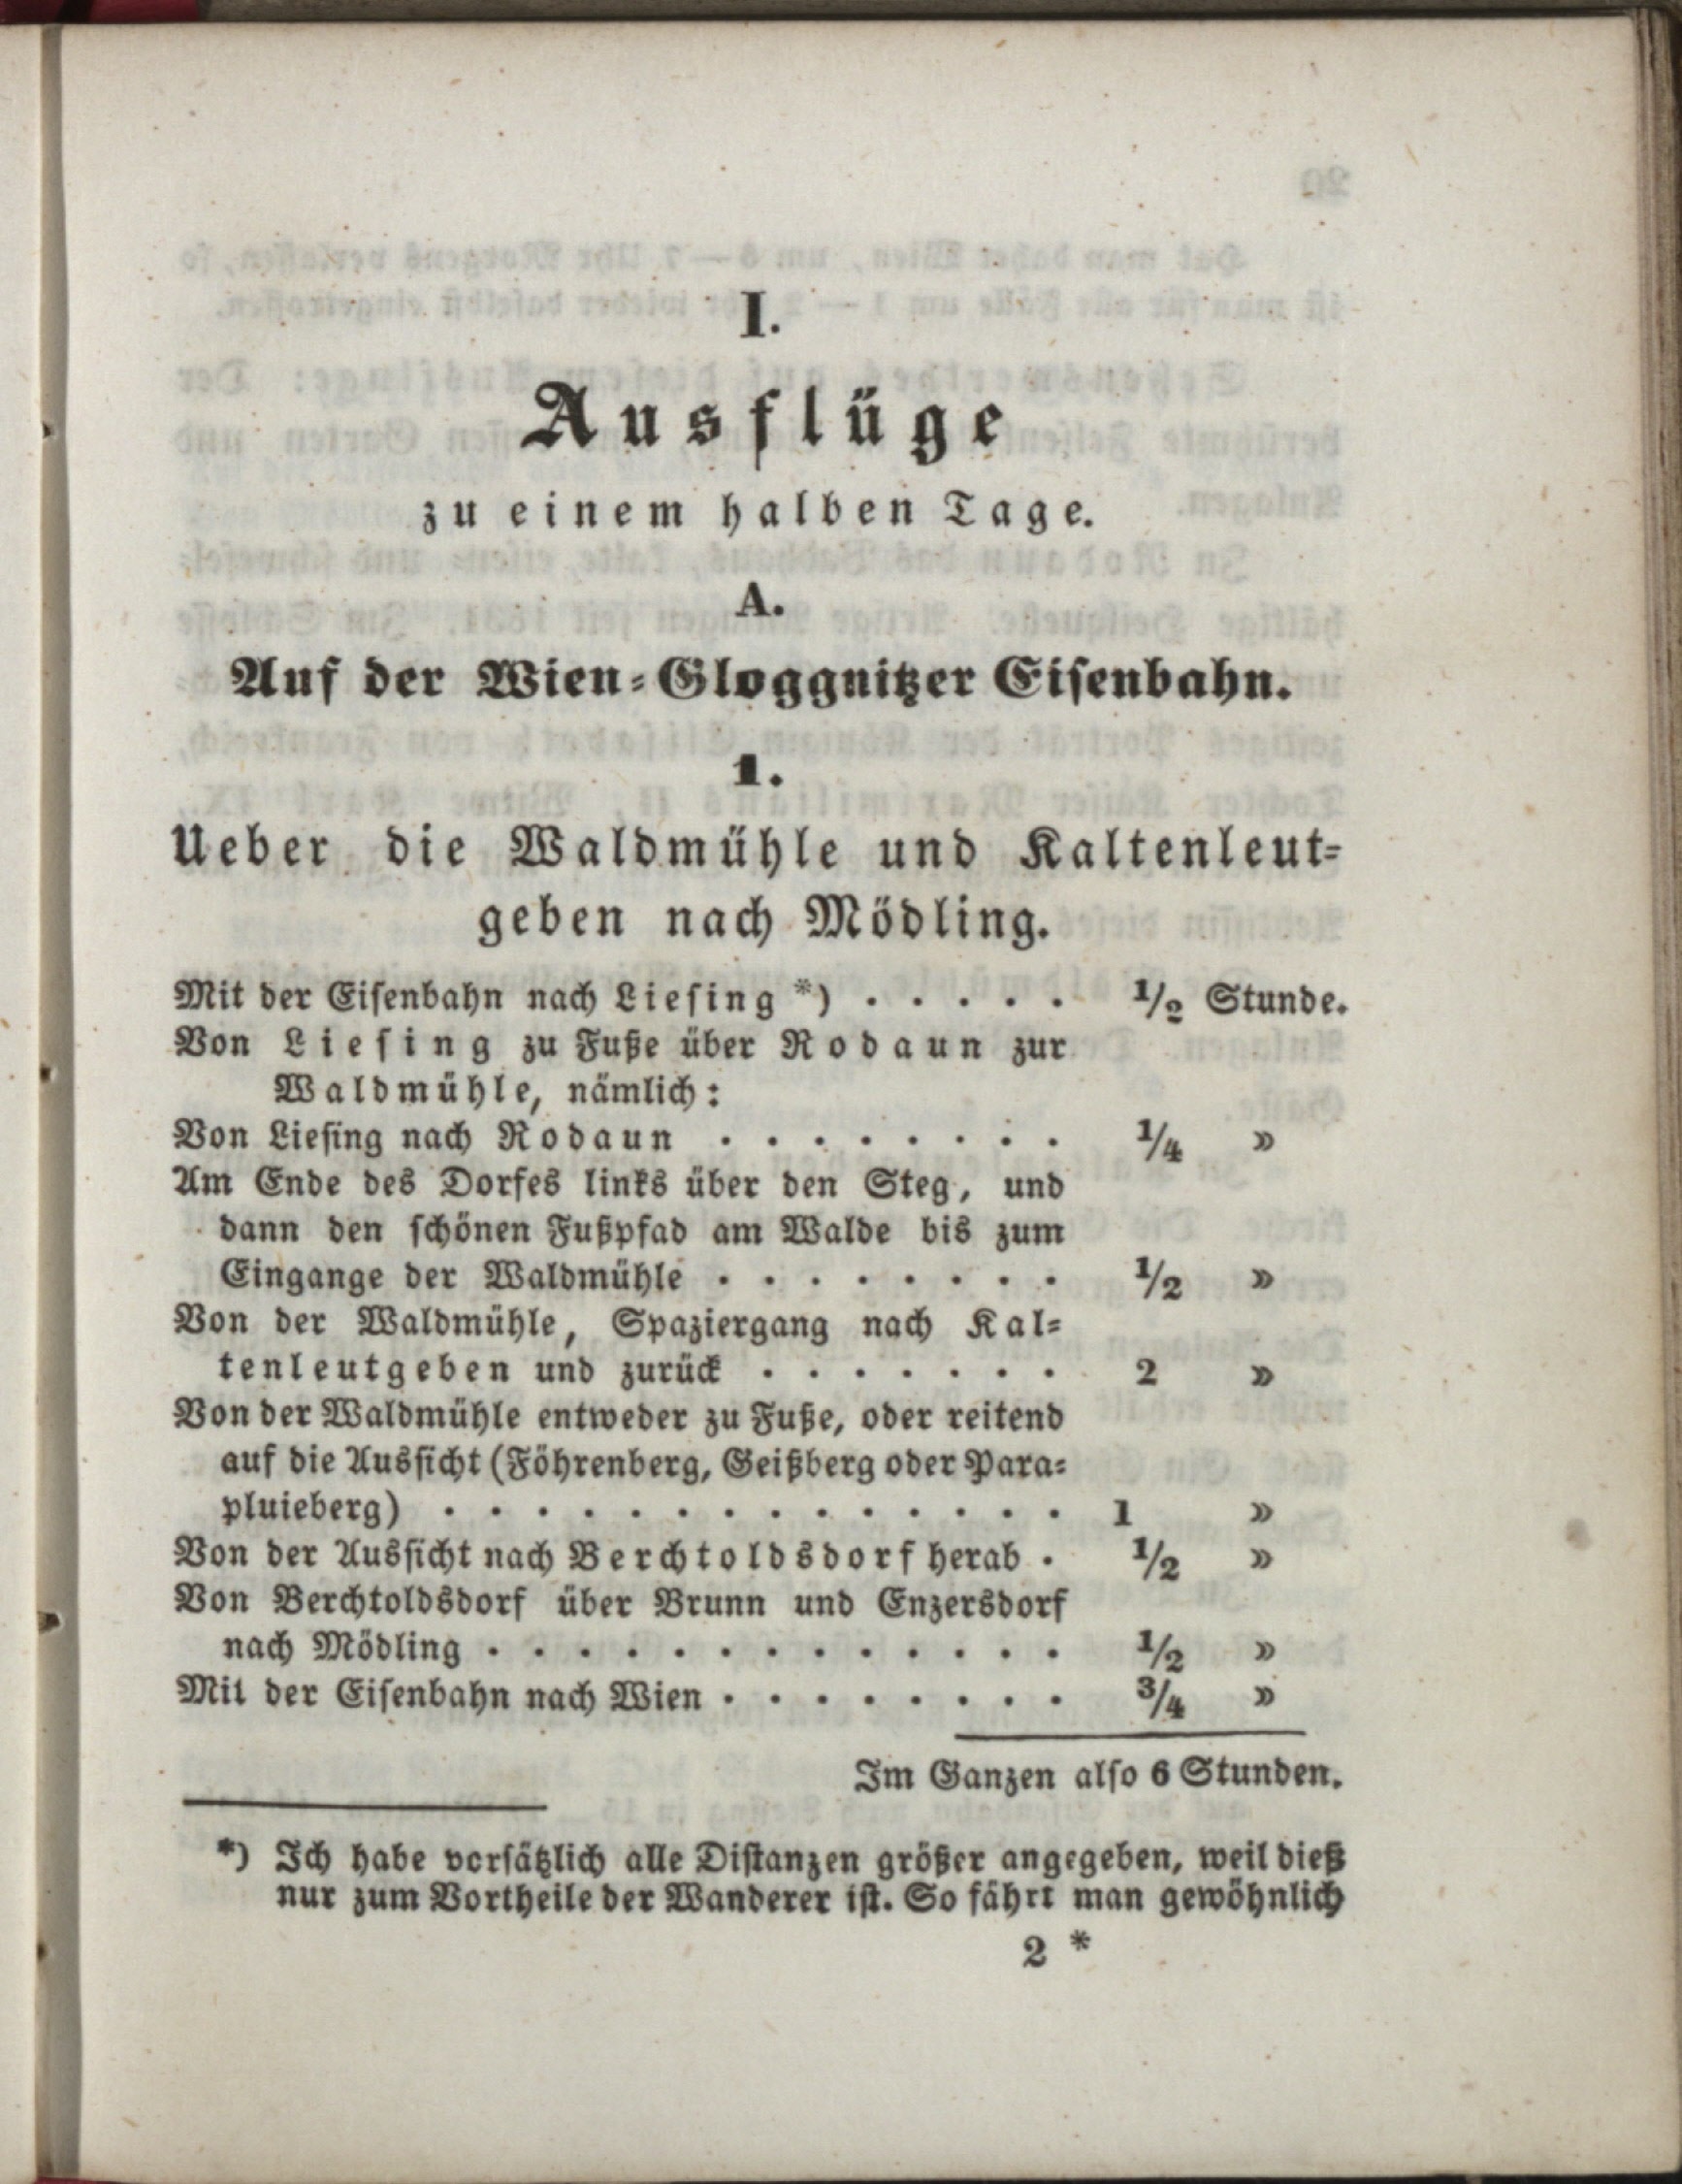 I.
Ausflüge
zu einem halben Tage.
A.
Auf der Wien-Gloggnitzer Eisenbahn.
1.
Ueber die Waldmühle und Kaltenleut-
geben nach Mödling.
Mit der Eisenbahn nach Liesing *) . . . . . 1/2 Stunde.
Von Liesing zu Fuße über Rodaun zur
Waldmühle, nämlich:
Von Liesing nach Rodaun . . . . . . . . 1/4 »
Am Ende des Dorfes links über den Steg, und
dann den schönen Fußpfad am Walde bis zum
Eingange der Waldmühle . . . . . . . . 1/2 »
Von der Waldmühle, Spaziergang nach Kal-
tenleutgeben und zurück . . . . . . . 2 »
Von der Waldmühle entweder zu Fuße, oder reitend
auf die Aussicht (Föhrenberg, Geißberg oder Para-
pluieberg) . . . . . . . . . . . . . . 1 »
Von der Aussicht nach Berchtoldsdorf herab . 1/2 »
Von Berchtoldsdorf über Brunn und Enzersdorf
nach Mödling . . . . . . . . . . . . . 1/2 »
Mit der Eisenbahn nach Wien . . . . . . . . 3/4 »
Im Ganzen also 6 Stunden.
*) Ich habe vorsätzlich alle Distanzen größer angegeben, weil dieß
nur zum Vortheile der Wanderer ist. So fährt man gewöhnlich
2 *